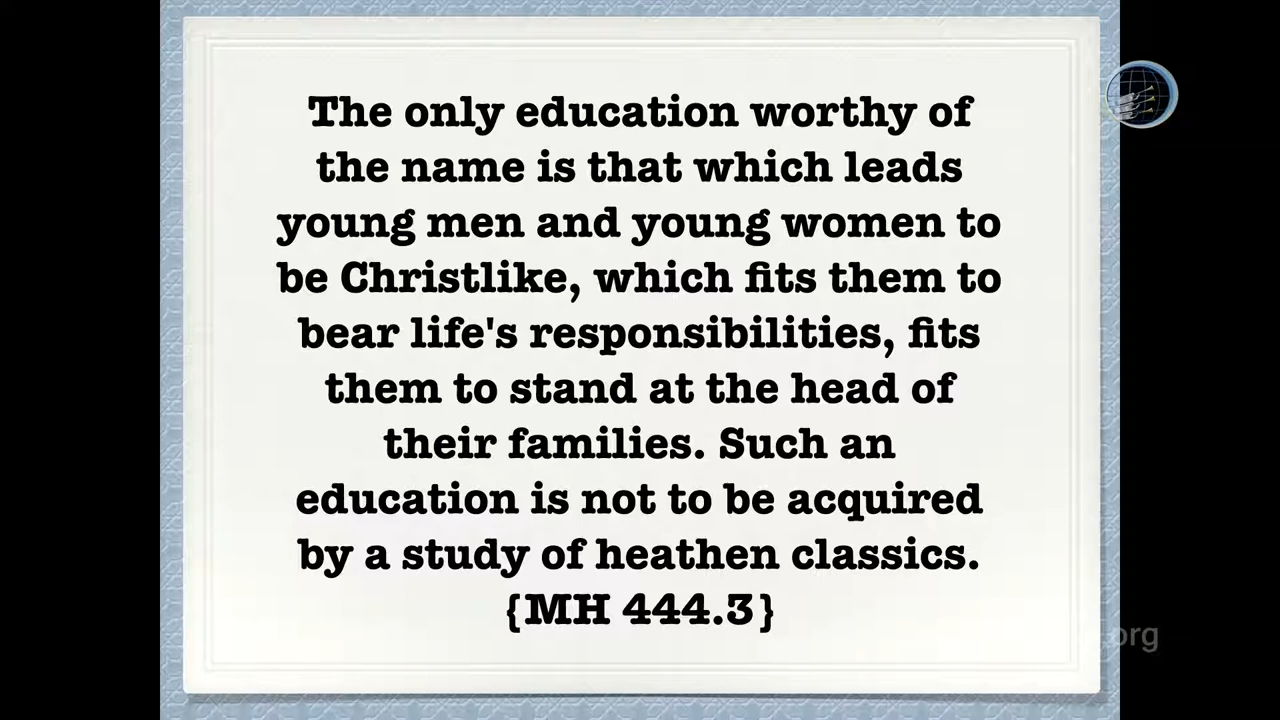 The only education worthy of
the name is that which leads
young men and young women to
be Christlike, which fits them to
bear life's responsibilities, fits
them to stand at the head of
their families. Such an
education is not to be acquired
by a study of heathen classics.
{MH 444.3}
.org